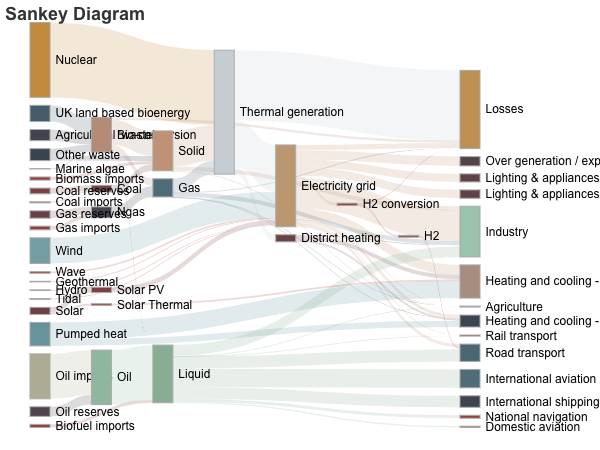 Sankey Diagram
Nuclear
UK land based bioenergy
Other waste
Marine algae
Biomass imports
Coal reserves
Coal imports
Gas reserves
Gas imports
Wind
Wave
Geothermal
Hydro
Tidal
Solar
Pumped heat
Oil
Oil reserves
Biofuel imports
Coal
Ngas
Solar PV
Solar Thermal
Oil
Solid
Gas
Liquid
Thermal generation
Electricity grid
District heating
H2 conversion
H2
Losses
Over generation / exp
Lighting & appliances
Lighting & appliances
Industry
Heating and cooling -
Agriculture
Heating and cooling -
Rail transport
Road transport
International aviation
International shipping
National navigation
Domestic aviation